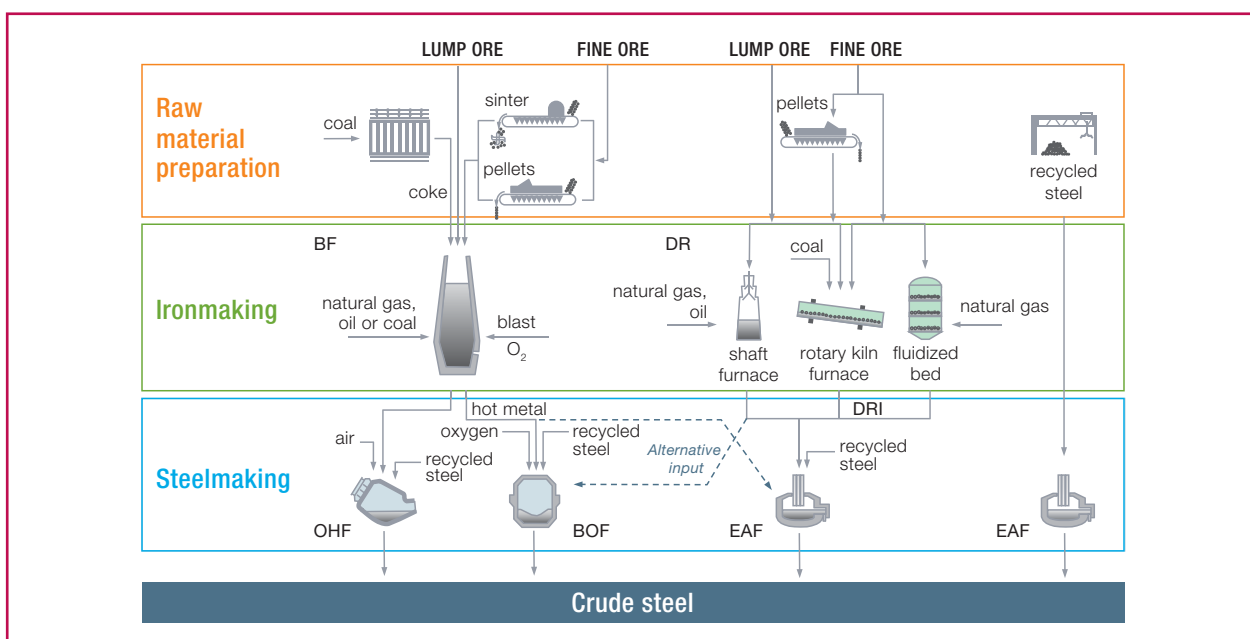 LUMP ORE
FINE ORE
LUMP ORE
FINE ORE
Raw
material
preparation
coal
coke
sinter
pellets
pellets
recycled
steel
Ironmaking
BF
natural gas,
oil or coal
blast
O₂
DR
natural gas,
oil
coal
shaft
furnace
rotary kiln
furnace
fluidized
bed
natural gas
Steelmaking
hot metal
air
recycled
steel
OHF
oxygen
recycled
steel
BOF
Alternative
input
DRI
recycled
steel
EAF
EAF
Crude steel